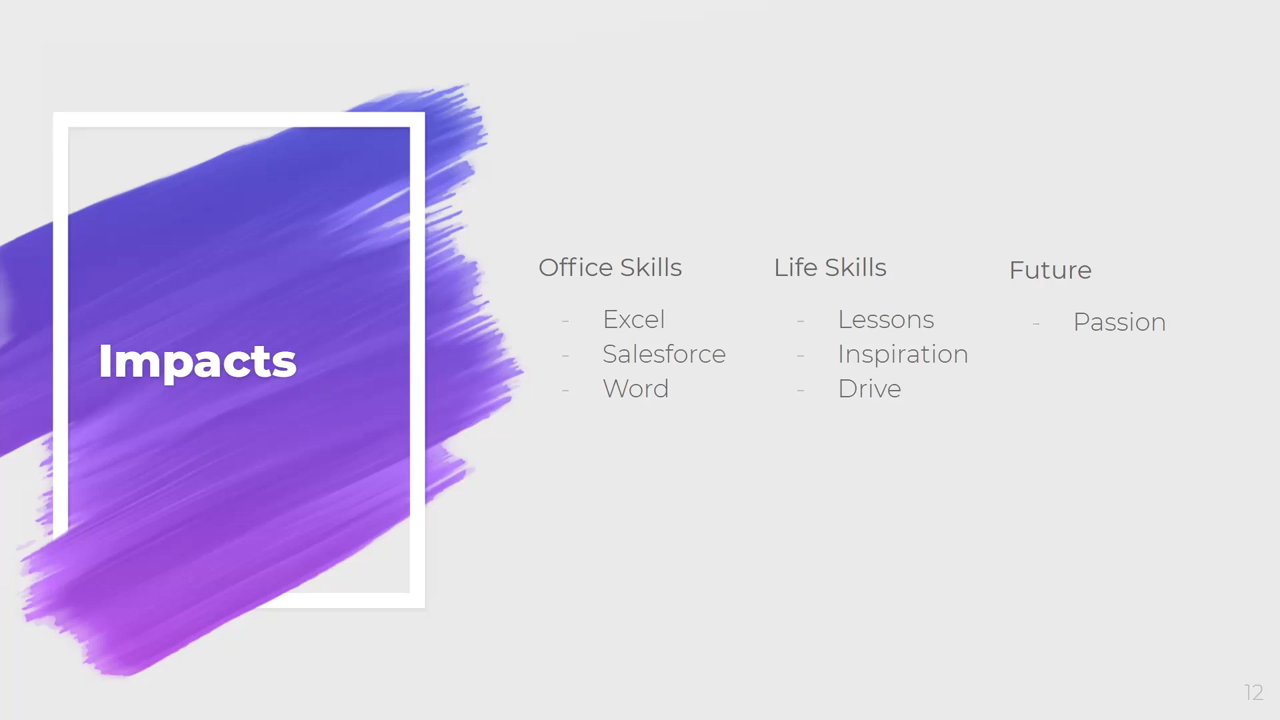 Impacts
Office Skills
- Excel
- Salesforce
- Word
Life Skills
- Lessons
- Inspiration
- Drive
Future
- Passion
12